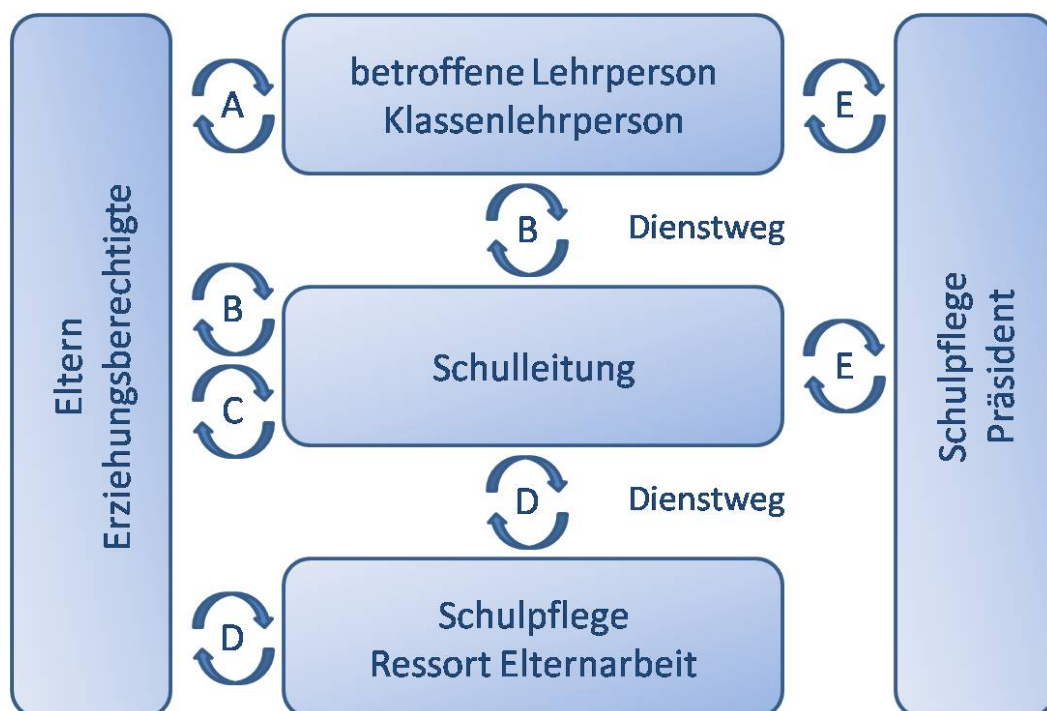 Eltern
Erziehungsberechtigte
A
betroffene Lehrperson
Klassenlehrperson
E
B
Dienstweg
B
C
Schulleitung
E
D
Dienstweg
D
Schulpflege
Ressort Elternarbeit
Schulpflege
Präsident